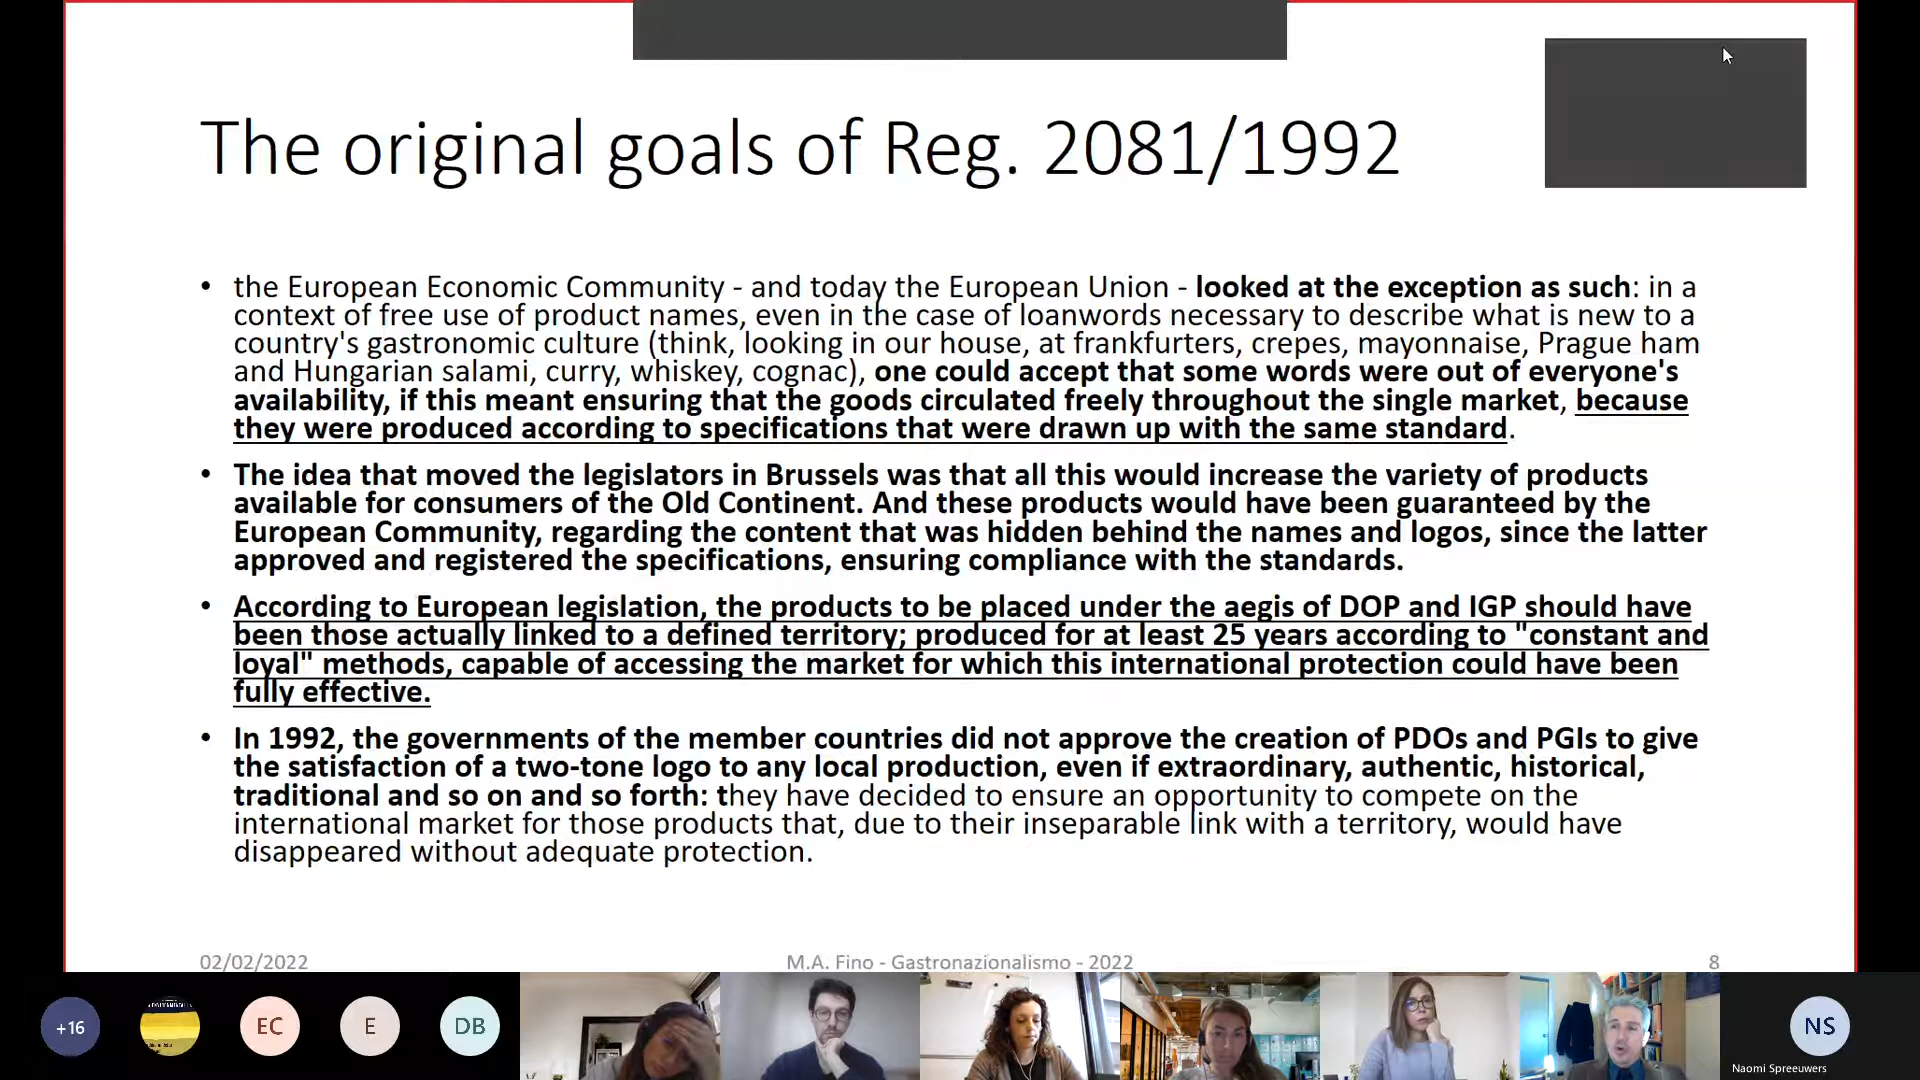 The original goals of Reg. 2081/1992
• the European Economic Community - and today the European Union - looked at the exception as such: in a
context of free use of product names, even in the case of loanwords necessary to describe what is new to a
country's gastronomic culture (think, looking in our house, at frankfurters, crepes, mayonnaise, Prague ham
and Hungarian salami, curry, whiskey, cognac), one could accept that some words were out of everyone's
availability, if this meant ensuring that the goods circulated freely throughout the single market, because
they were produced according to specifications that were drawn up with the same standard.
• The idea that moved the legislators in Brussels was that all this would increase the variety of products
available for consumers of the Old Continent. And these products would have been guaranteed by the
European Community, regarding the content that was hidden behind the names and logos, since the latter
approved and registered the specifications, ensuring compliance with the standards.
• According to European legislation, the products to be placed under the aegis of DOP and IGP should have
been those actually linked to a defined territory; produced for at least 25 years according to "constant and
loyal" methods, capable of accessing the market for which this international protection could have been
fully effective.
• In 1992, the governments of the member countries did not approve the creation of PDOs and PGIs to give
the satisfaction of a two-tone logo to any local production, even if extraordinary, authentic, historical,
traditional and so on and so forth: they have decided to ensure an opportunity to compete on the
international market for those products that, due to their inseparable link with a territory, would have
disappeared without adequate protection.
02/02/2022
M.A. Fino - Gastronazionalismo - 2022
8
+16
EC
E
DB
NS
Naomi Spreeuwers